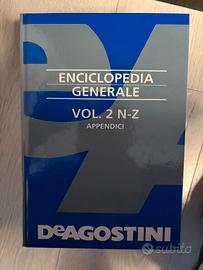 ENCICLOPEDIA
GENERALE
VOL. 2 N-Z
APPENDICI
DEAGOSTINI
subito